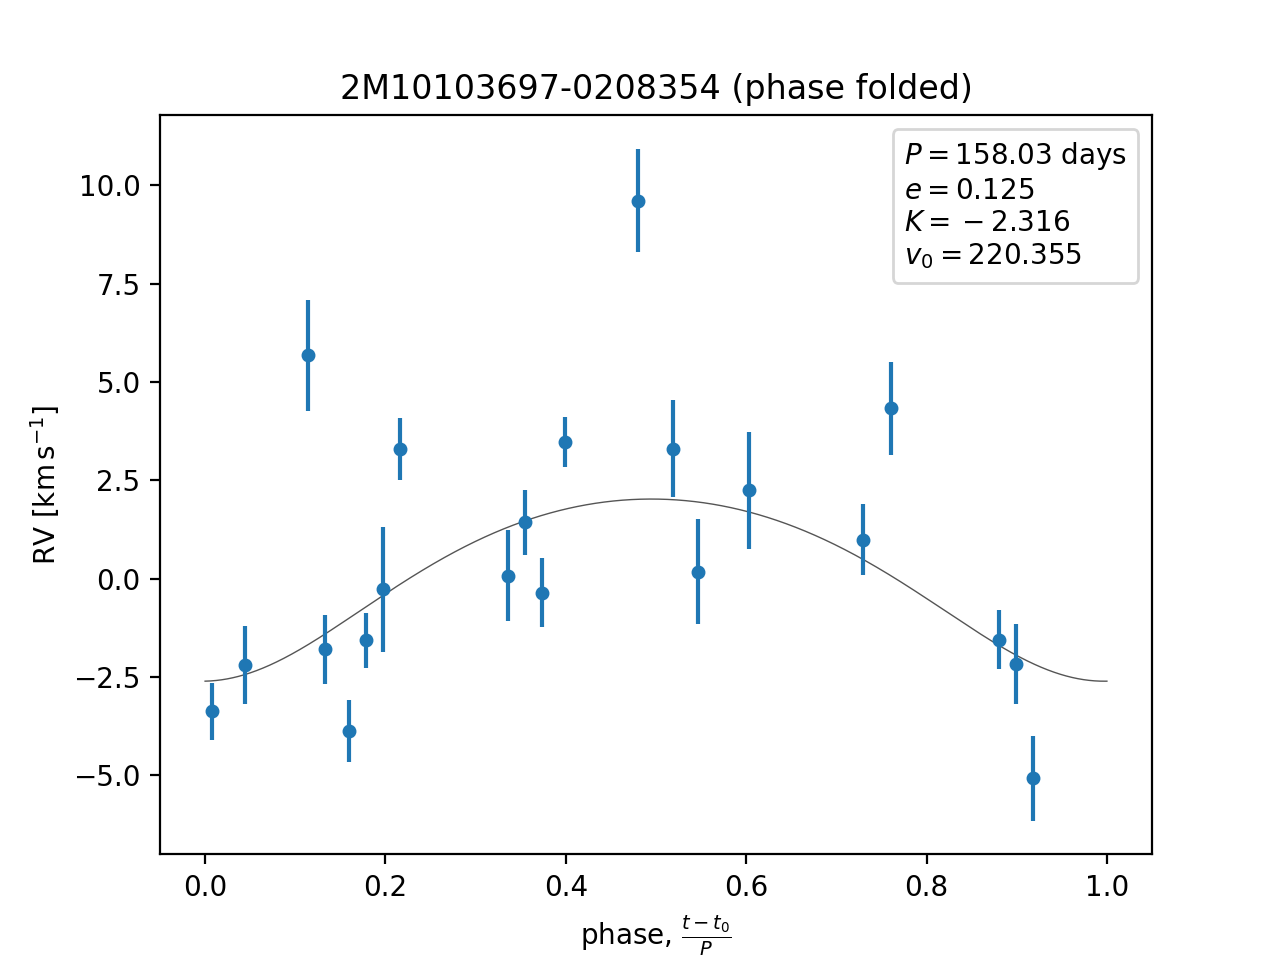 2M10103697-0208354 (phase folded)
P = 158.03 days
e = 0.125
K = − 2.316
v₀ = 220.355
10.0
7.5
5.0
2.5
0.0
−2.5
−5.0
RV [km s⁻¹]
0.0 0.2 0.4 0.6 0.8 1.0
phase, (t − t₀)/P